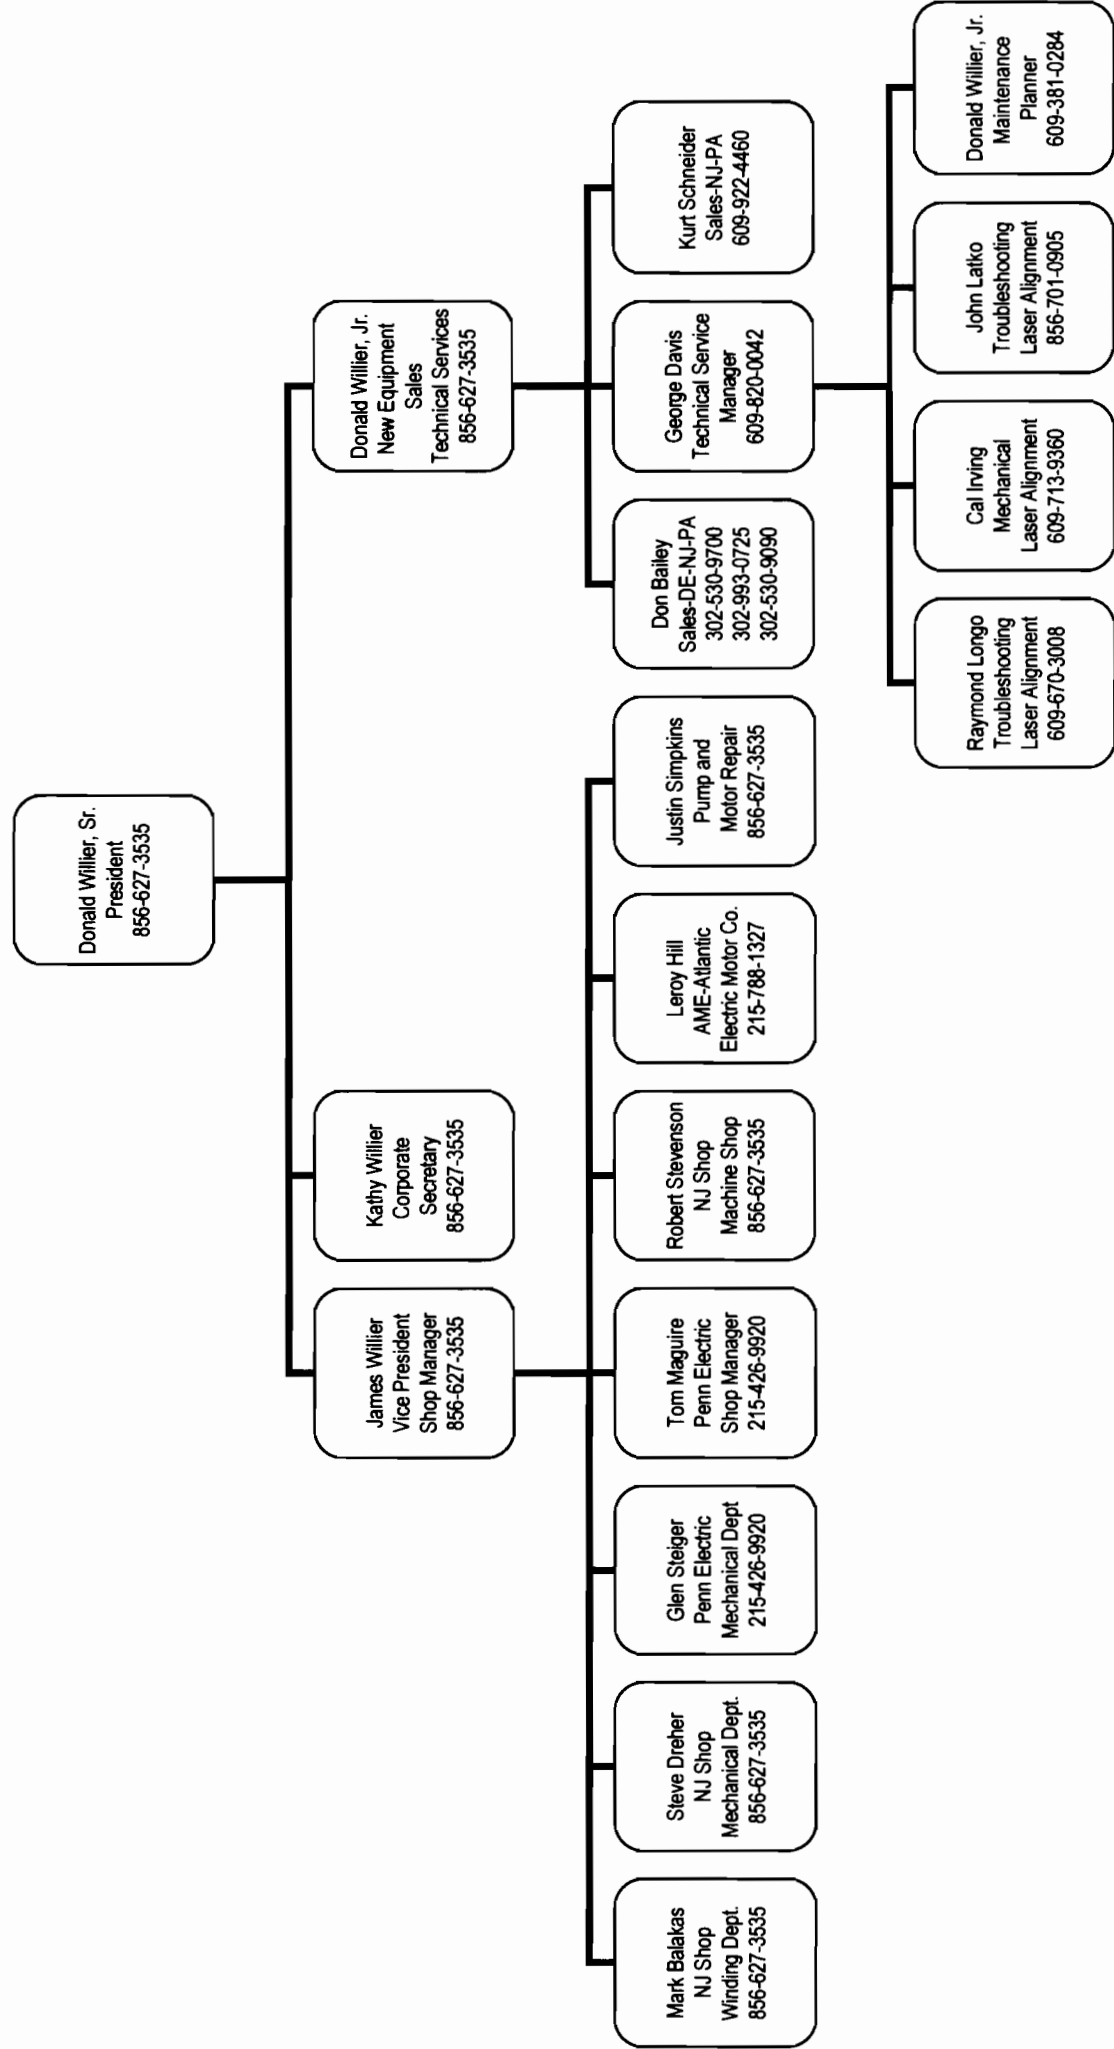 Donald Willier, Sr.
President
856-627-3535
James Willier
Vice President
Shop Manager
856-627-3535
Kathy Willier
Corporate
Secretary
856-627-3535
Donald Willier, Jr.
New Equipment
Sales
Technical Services
856-627-3535
Mark Balakas
NJ Shop
Winding Dept.
856-627-3535
Steve Dreher
NJ Shop
Mechanical Dept.
856-627-3535
Glen Steiger
Penn Electric
Mechanical Dept
215-426-9920
Tom Maguire
Penn Electric
Shop Manager
215-426-9920
Robert Stevenson
NJ Shop
Machine Shop
856-627-3535
Leroy Hill
AME-Atlantic
Electric Motor Co.
215-788-1327
Justin Simpkins
Pump and
Motor Repair
856-627-3535
Don Bailey
Sales-DE-NJ-PA
302-530-9700
302-993-0725
302-530-9090
George Davis
Technical Service
Manager
609-820-0042
Kurt Schneider
Sales-NJ-PA
609-922-4460
Raymond Longo
Troubleshooting
Laser Alignment
609-670-3008
Cal Irving
Mechanical
Laser Alignment
609-713-9360
John Latko
Troubleshooting
Laser Alignment
856-701-0905
Donald Willier, Jr.
Maintenance
Planner
609-381-0284